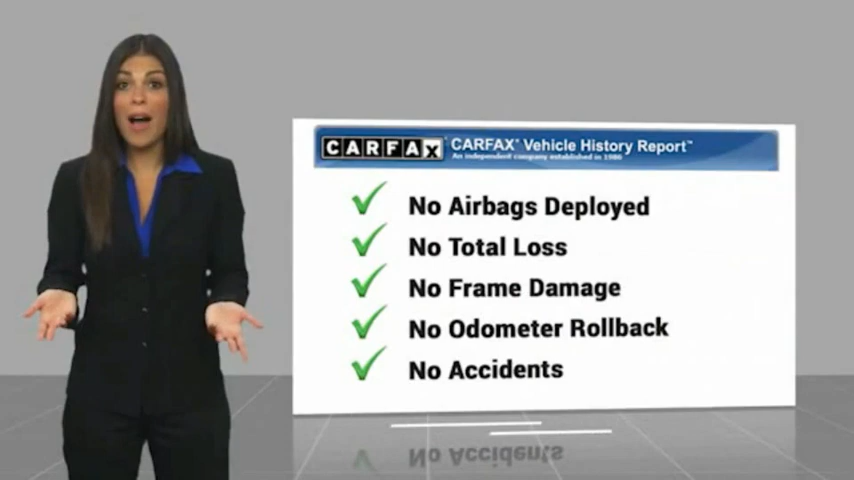 CARFAX CARFAX® Vehicle History Report™
An independent company established in 1986
No Airbags Deployed
No Total Loss
No Frame Damage
No Odometer Rollback
No Accidents
No Accidents